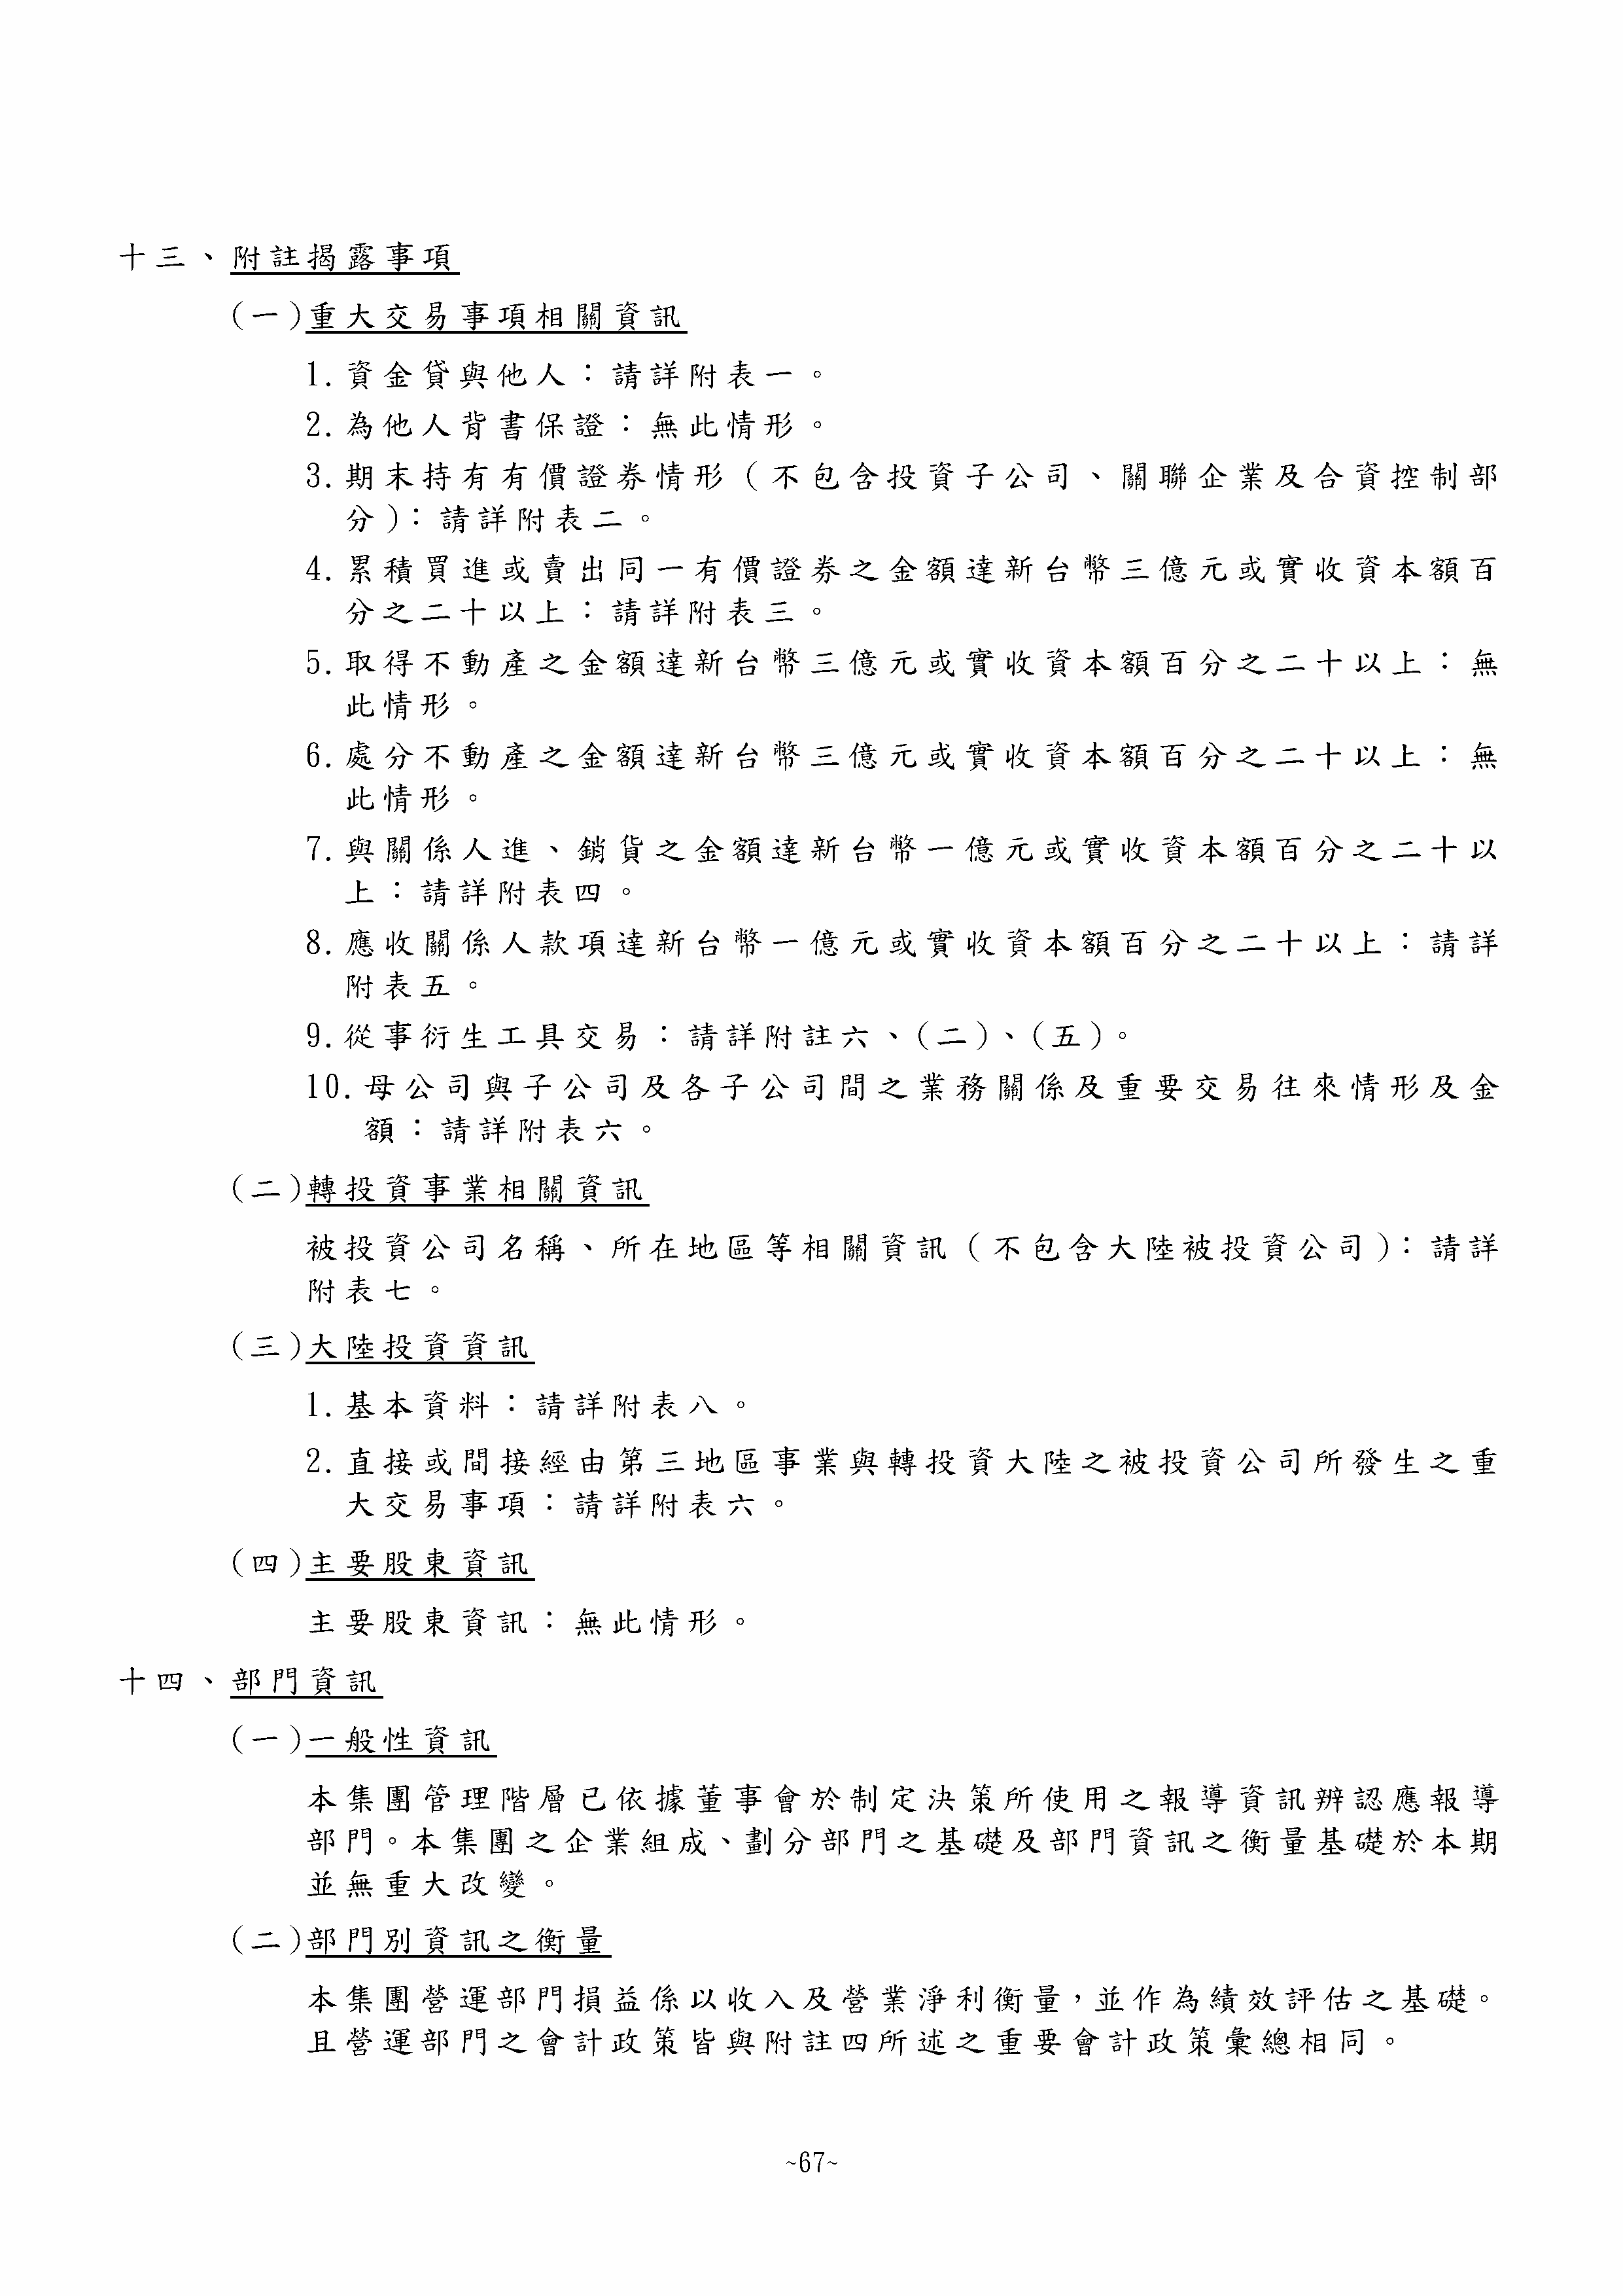 十三、附註揭露事項
(一)重大交易事項相關資訊
1.資金貸與他人：請詳附表一。
2.為他人背書保證：無此情形。
3.期末持有有價證券情形（不包含投資子公司、關聯企業及合資控制部
分)：請詳附表二。
4.累積買進或賣出同一有價證券之金額達新台幣三億元或實收資本額百
分之二十以上：請詳附表三。
5.取得不動產之金額達新台幣三億元或實收資本額百分之二十以上：無
此情形。
6.處分不動產之金額達新台幣三億元或實收資本額百分之二十以上：無
此情形。
7.與關係人進、銷貨之金額達新台幣一億元或實收資本額百分之二十以
上：請詳附表四。
8.應收關係人款項達新台幣一億元或實收資本額百分之二十以上：請詳
附表五。
9.從事衍生工具交易：請詳附註六、(二)、(五)。
10.母公司與子公司及各子公司間之業務關係及重要交易往來情形及金
額：請詳附表六。
(二)轉投資事業相關資訊
被投資公司名稱、所在地區等相關資訊（不包含大陸被投資公司)：請詳
附表七。
(三)大陸投資資訊
1.基本資料：請詳附表八。
2.直接或間接經由第三地區事業與轉投資大陸之被投資公司所發生之重
大交易事項：請詳附表六。
(四)主要股東資訊
主要股東資訊：無此情形。
十四、部門資訊
(一)一般性資訊
本集團管理階層已依據董事會於制定決策所使用之報導資訊辨認應報導
部門。本集團之企業組成、劃分部門之基礎及部門資訊之衡量基礎於本期
並無重大改變。
(二)部門別資訊之衡量
本集團營運部門損益係以收入及營業淨利衡量，並作為績效評估之基礎。
且營運部門之會計政策皆與附註四所述之重要會計政策彙總相同。
~67~